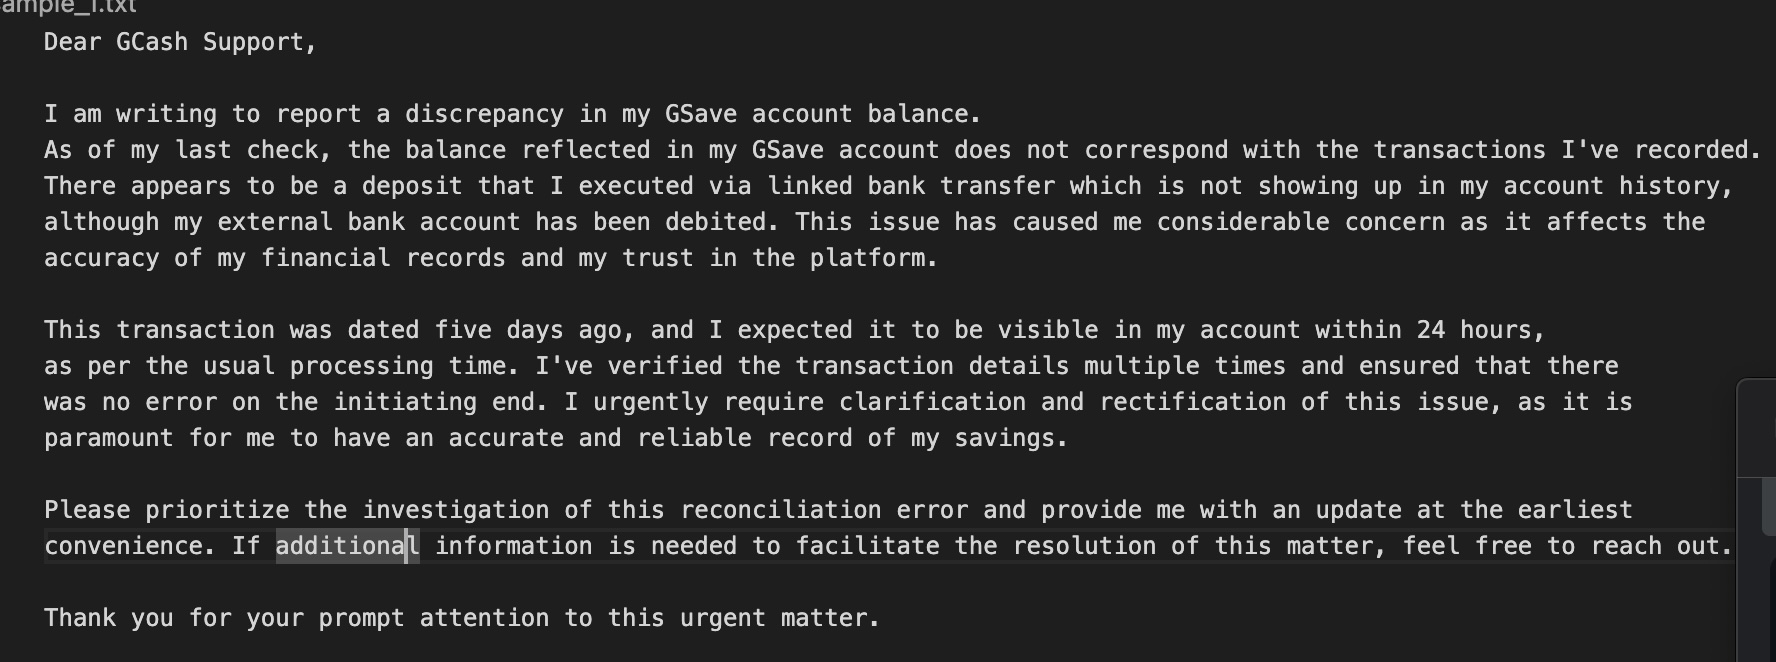 ample_1.txt
Dear GCash Support,
I am writing to report a discrepancy in my GSave account balance.
As of my last check, the balance reflected in my GSave account does not correspond with the transactions I've recorded.
There appears to be a deposit that I executed via linked bank transfer which is not showing up in my account history,
although my external bank account has been debited. This issue has caused me considerable concern as it affects the
accuracy of my financial records and my trust in the platform.
This transaction was dated five days ago, and I expected it to be visible in my account within 24 hours,
as per the usual processing time. I've verified the transaction details multiple times and ensured that there
was no error on the initiating end. I urgently require clarification and rectification of this issue, as it is
paramount for me to have an accurate and reliable record of my savings.
Please prioritize the investigation of this reconciliation error and provide me with an update at the earliest
convenience. If additional information is needed to facilitate the resolution of this matter, feel free to reach out.
Thank you for your prompt attention to this urgent matter.